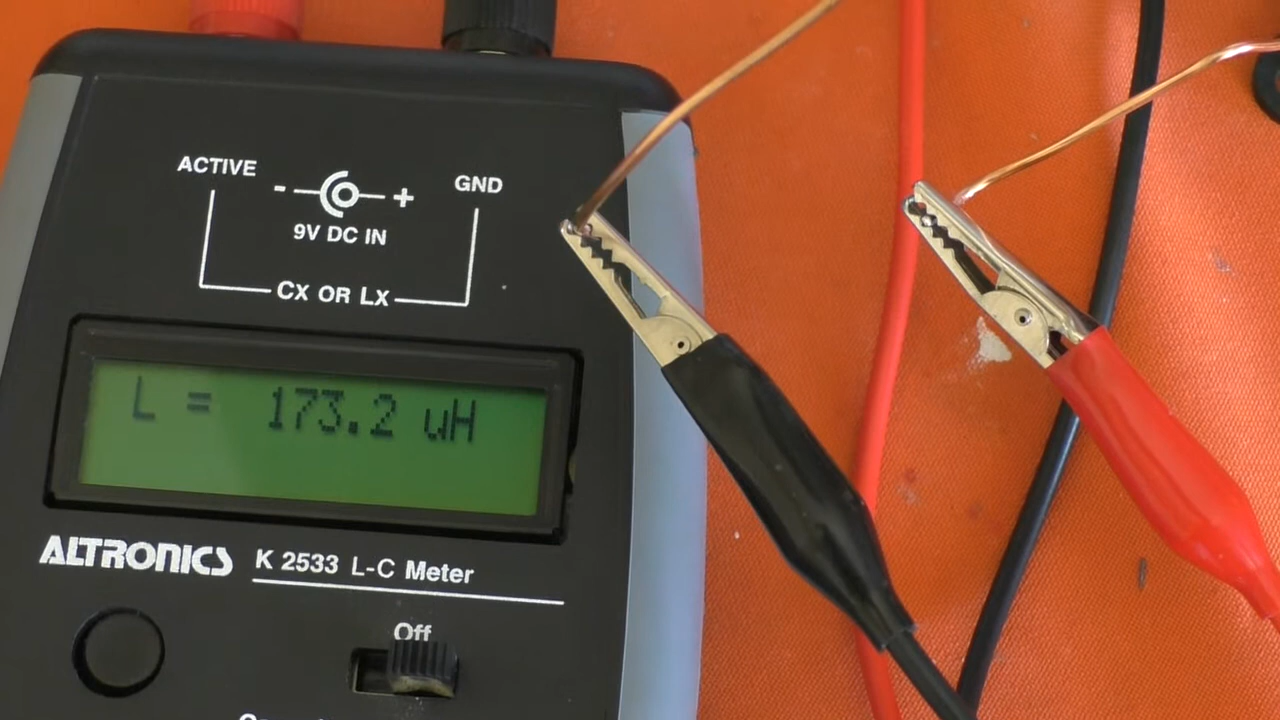 ACTIVE
- +
GND
9V DC IN
CX OR LX
L = 173.2 uH
ALTRONICS K 2533 L-C Meter
Off